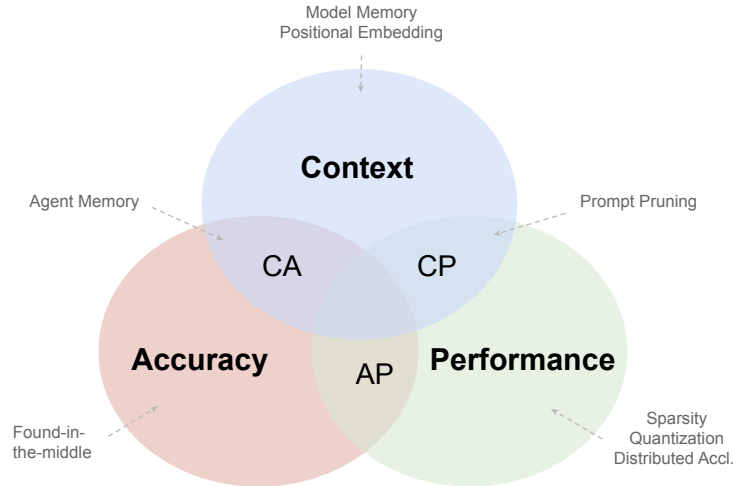 Model Memory
Positional Embedding
Context
Agent Memory
Prompt Pruning
CA
CP
Accuracy
Performance
AP
Found-in-
the-middle
Sparsity
Quantization
Distributed Accl.